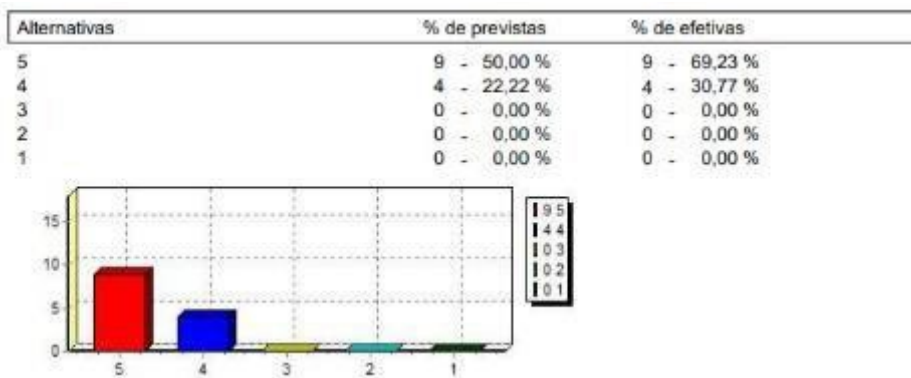 Alternativas % de previstas % de efetivas
5 9 - 50,00 % 9 - 69,23 %
4 4 - 22,22 % 4 - 30,77 %
3 0 - 0,00 % 0 - 0,00 %
2 0 - 0,00 % 0 - 0,00 %
1 0 - 0,00 % 0 - 0,00 %
15
10
5
0
5 4 3 2 1
9 5
4 4
0 3
0 2
0 1